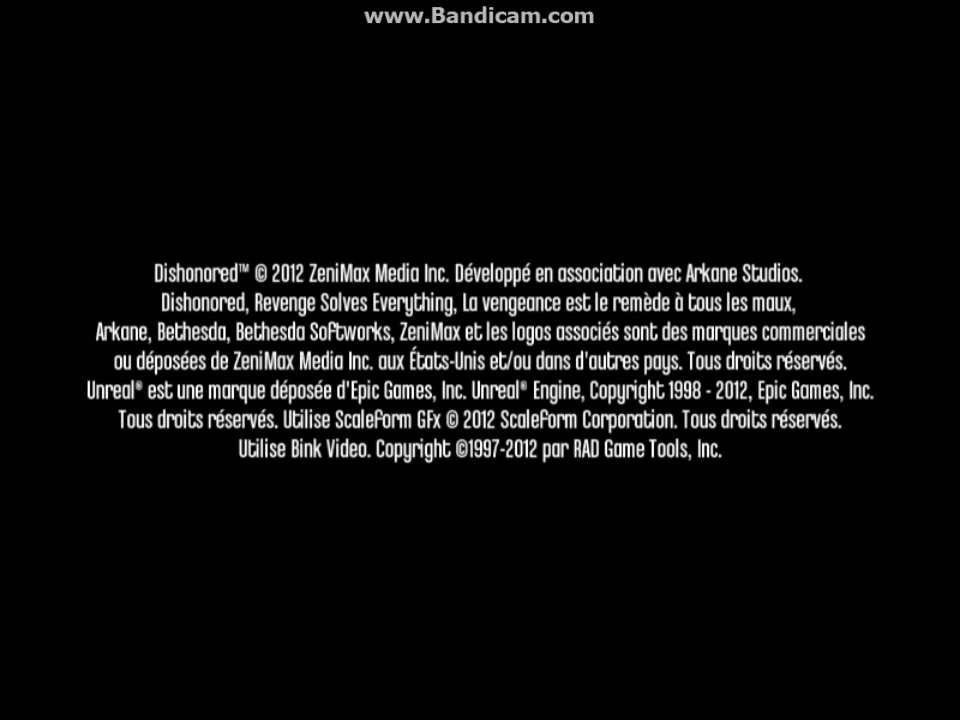 www.Bandicam.com
Dishonored™ © 2012 ZeniMax Media Inc. Développé en association avec Arkane Studios.
Dishonored, Revenge Solves Everything, La vengeance est le remède à tous les maux,
Arkane, Bethesda, Bethesda Softworks, ZeniMax et les logos associés sont des marques commerciales
ou déposées de ZeniMax Media Inc. aux États-Unis et/ou dans d'autres pays. Tous droits réservés.
Unreal® est une marque déposée d'Epic Games, Inc. Unreal® Engine, Copyright 1998 - 2012, Epic Games, Inc.
Tous droits réservés. Utilise Scaleform GFx © 2012 Scaleform Corporation. Tous droits réservés.
Utilise Bink Video. Copyright ©1997-2012 par RAD Game Tools, Inc.